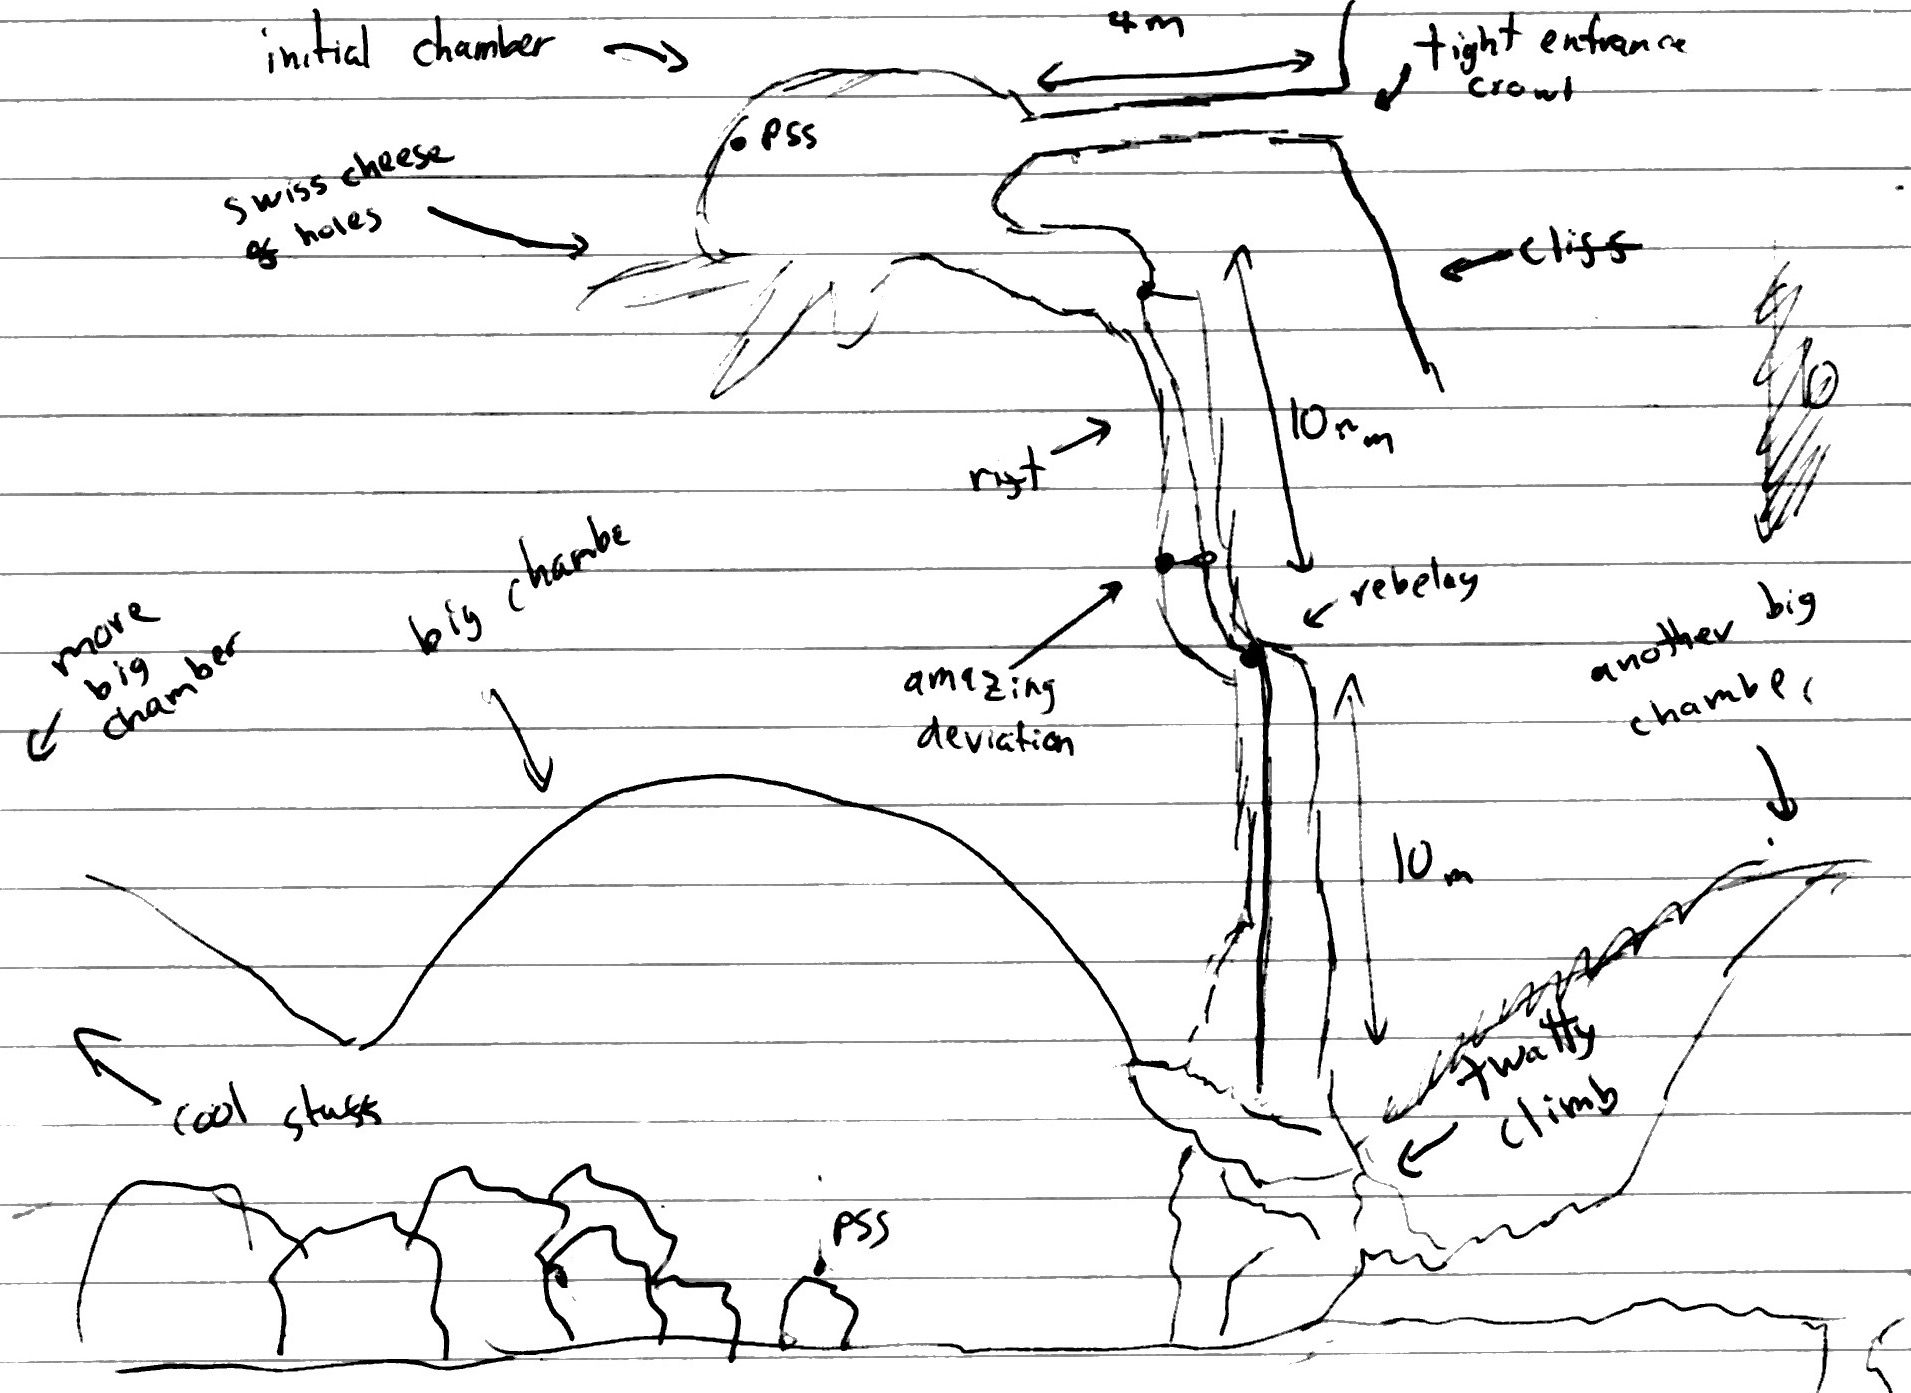 initial chamber
4m
tight entrance
crawl
PSS
swiss cheese
of holes
cliff
10 m
rift
big chambe
more
big
chamber
rebelay
another big
chamber
amazing
deviation
10m
twatty
climb
cool stuff
PSS